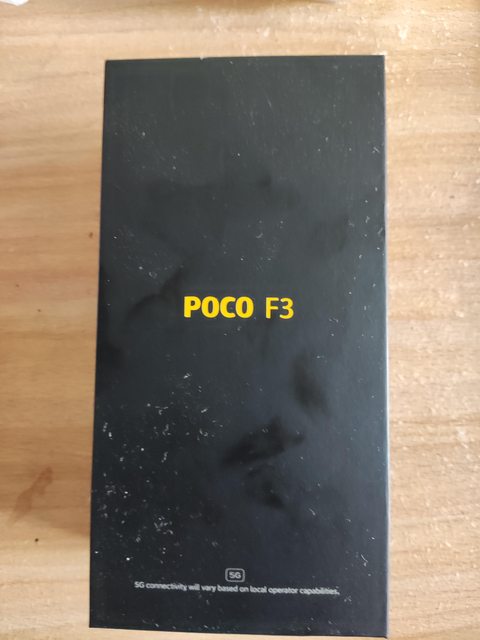 POCO F3
5G
5G connectivity will vary based on local operator capabilities.